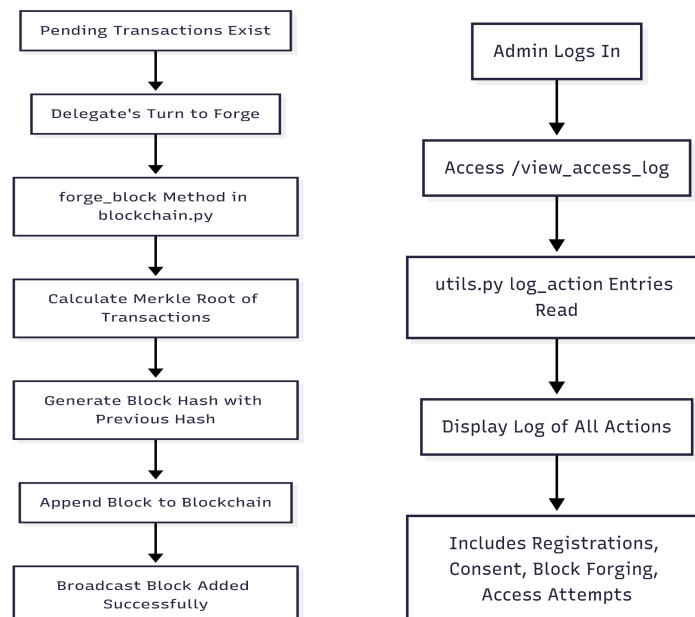 Pending Transactions Exist
Delegate's Turn to Forge
forge_block Method in
blockchain.py
Calculate Merkle Root of
Transactions
Generate Block Hash with
Previous Hash
Append Block to Blockchain
Broadcast Block Added
Successfully
Admin Logs In
Access /view_access_log
utils.py log_action Entries
Read
Display Log of All Actions
Includes Registrations,
Consent, Block Forging,
Access Attempts